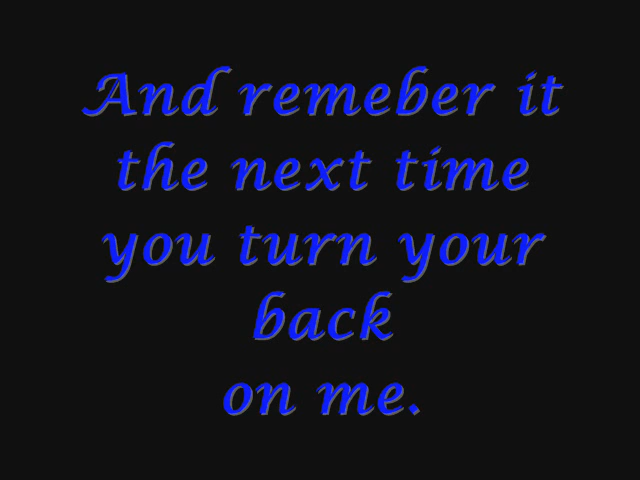 And remeber it
the next time
you turn your
back
on me.